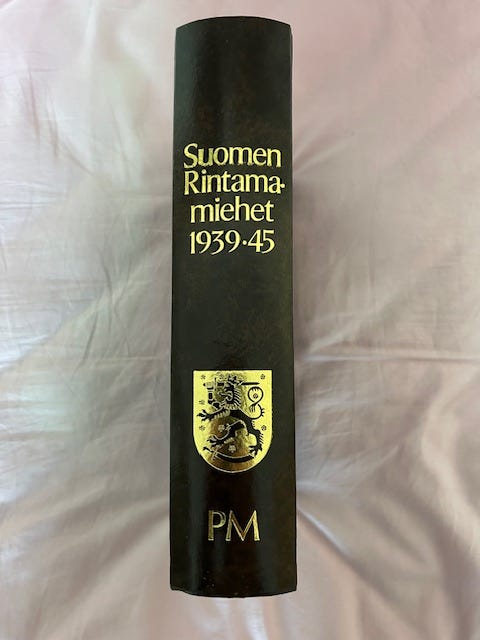 Suomen
Rintama-
miehet
1939·45
PM